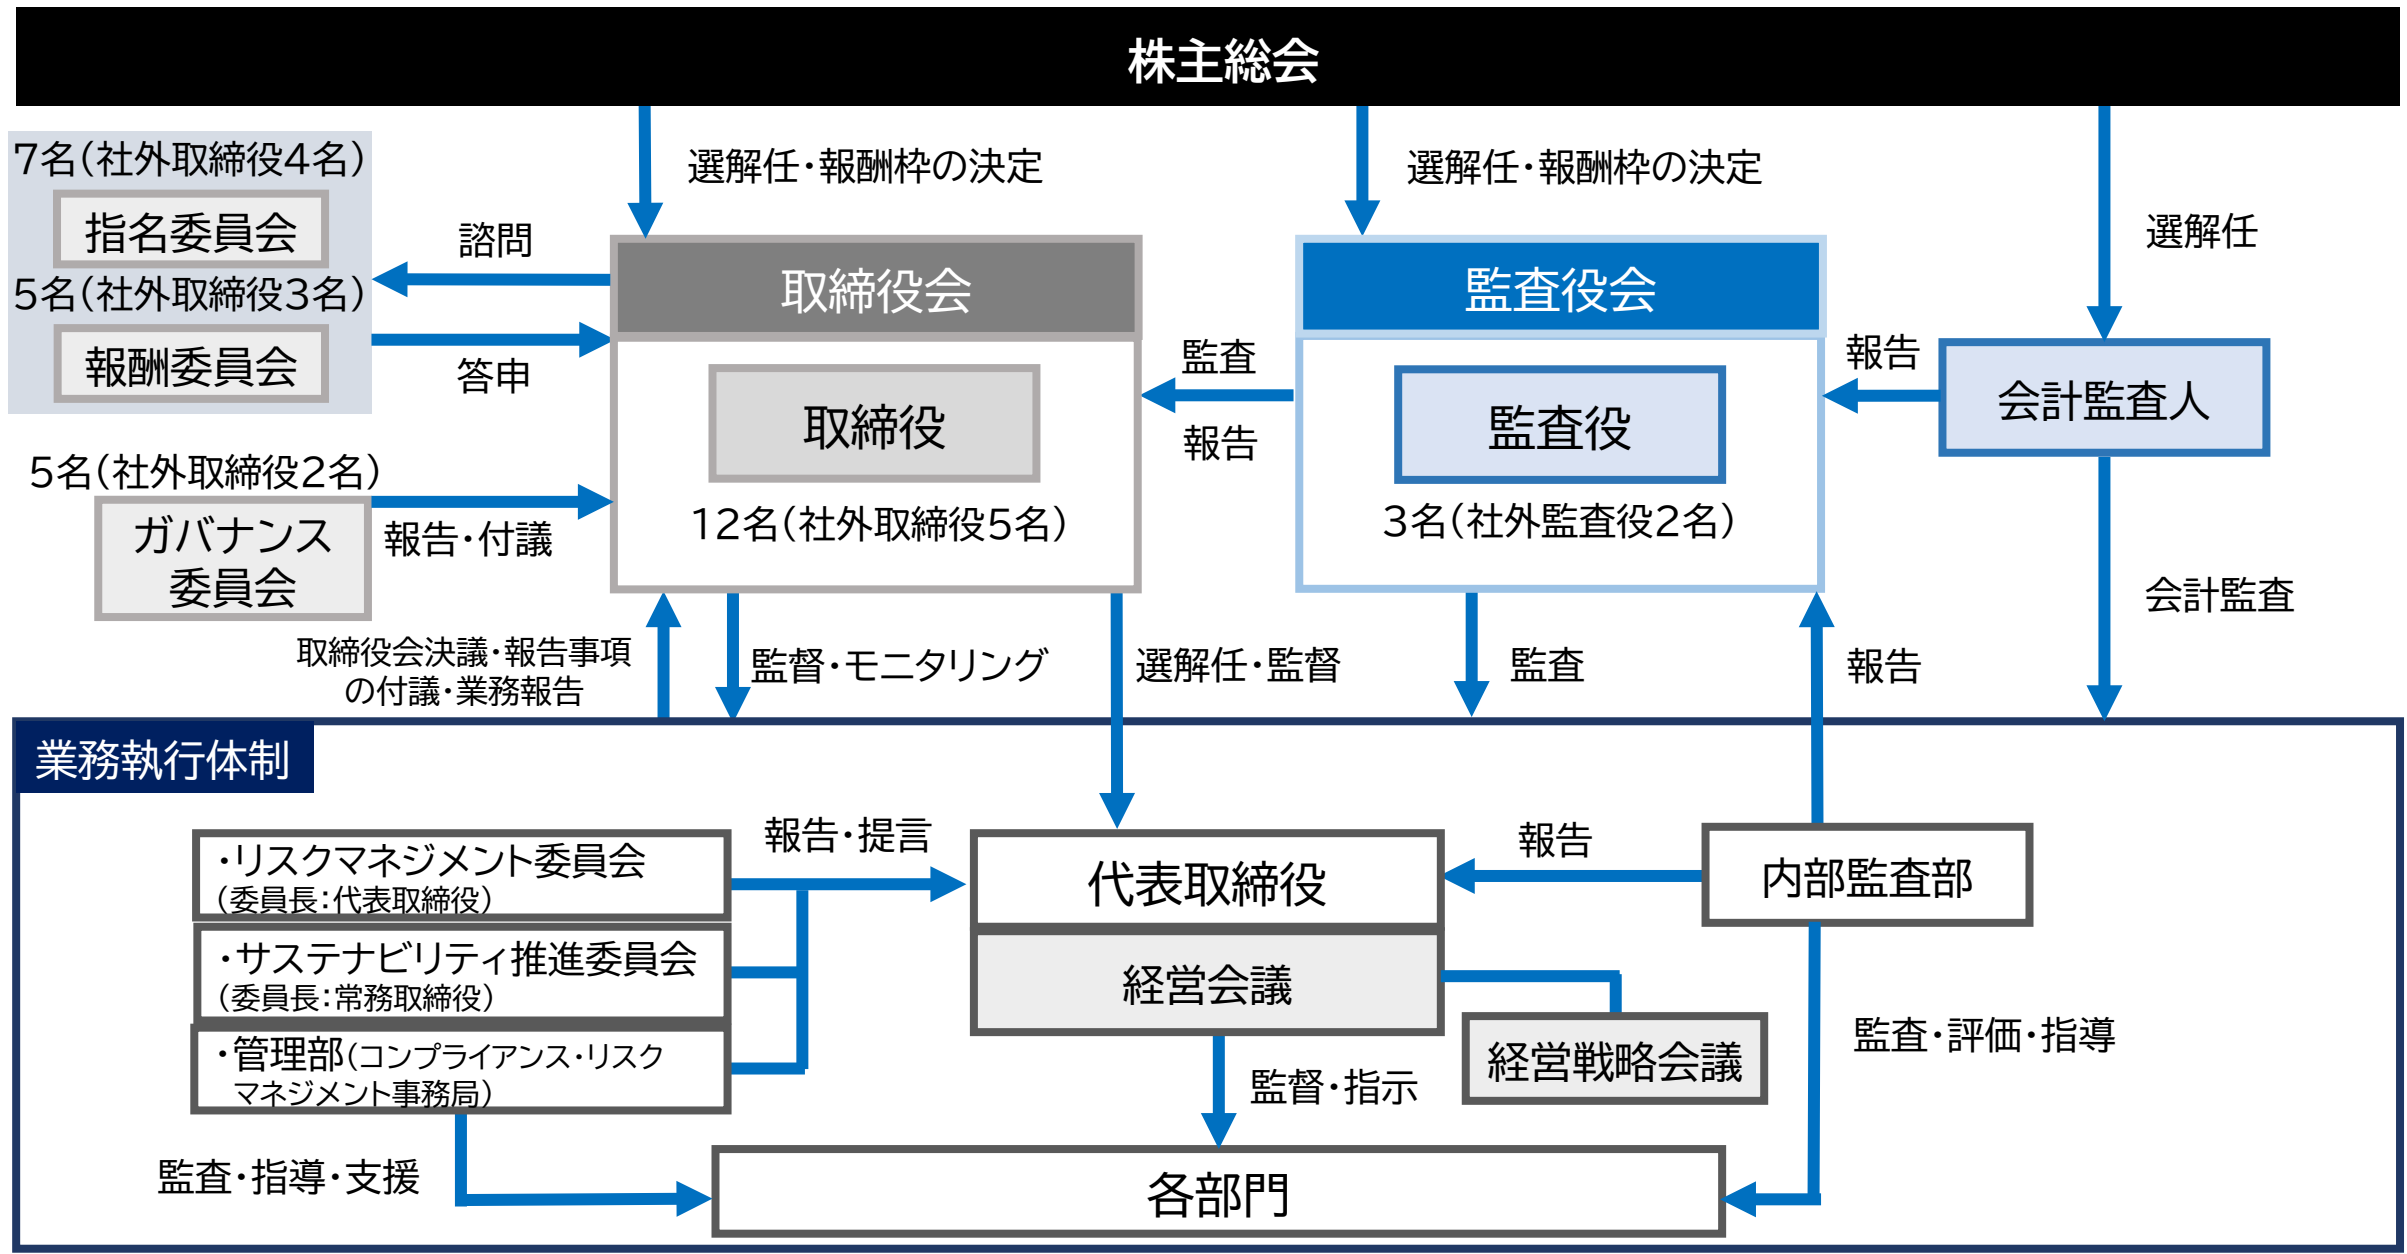 株主総会
7名(社外取締役4名)
指名委員会
5名(社外取締役3名)
報酬委員会
諮問
答申
選解任・報酬枠の決定
取締役会
取締役
12名(社外取締役5名)
選解任・報酬枠の決定
監査役会
監査役
3名(社外監査役2名)
監査
報告
選解任
報告
会計監査人
5名(社外取締役2名)
ガバナンス
委員会
報告・付議
会計監査
取締役会決議・報告事項
の付議・業務報告
監督・モニタリング
選解任・監督
監査
報告
業務執行体制
・リスクマネジメント委員会
(委員長:代表取締役)
・サステナビリティ推進委員会
(委員長:常務取締役)
・管理部(コンプライアンス・リスク
マネジメント事務局)
報告・提言
代表取締役
経営会議
報告
内部監査部
経営戦略会議
監査・評価・指導
監督・指示
監査・指導・支援
各部門